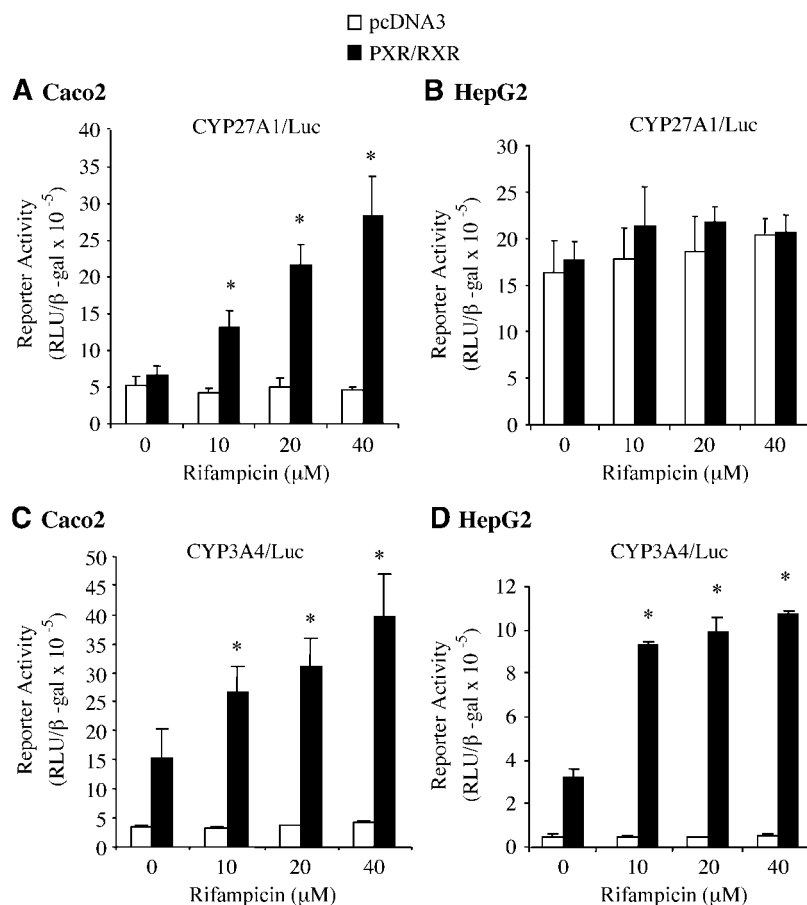 pcDNA3
PXR/RXR
A Caco2
CYP27A1/Luc
Reporter Activity
(RLU/β -gal x 10 -5)
40
35
30
25
20
15
10
5
0
*
*
*
0 10 20 40
Rifampicin (μM)
B HepG2
CYP27A1/Luc
Reporter Activity
(RLU/β -gal x 10 -5)
30
25
20
15
10
5
0
0 10 20 40
Rifampicin (μM)
C Caco2
CYP3A4/Luc
Reporter Activity
(RLU/β -gal x 10 -5)
50
45
40
35
30
25
20
15
10
5
0
*
*
*
0 10 20 40
Rifampicin (μM)
D HepG2
CYP3A4/Luc
Reporter Activity
(RLU/β -gal x 10 -5)
12
10
8
6
4
2
0
*
*
*
0 10 20 40
Rifampicin (μM)